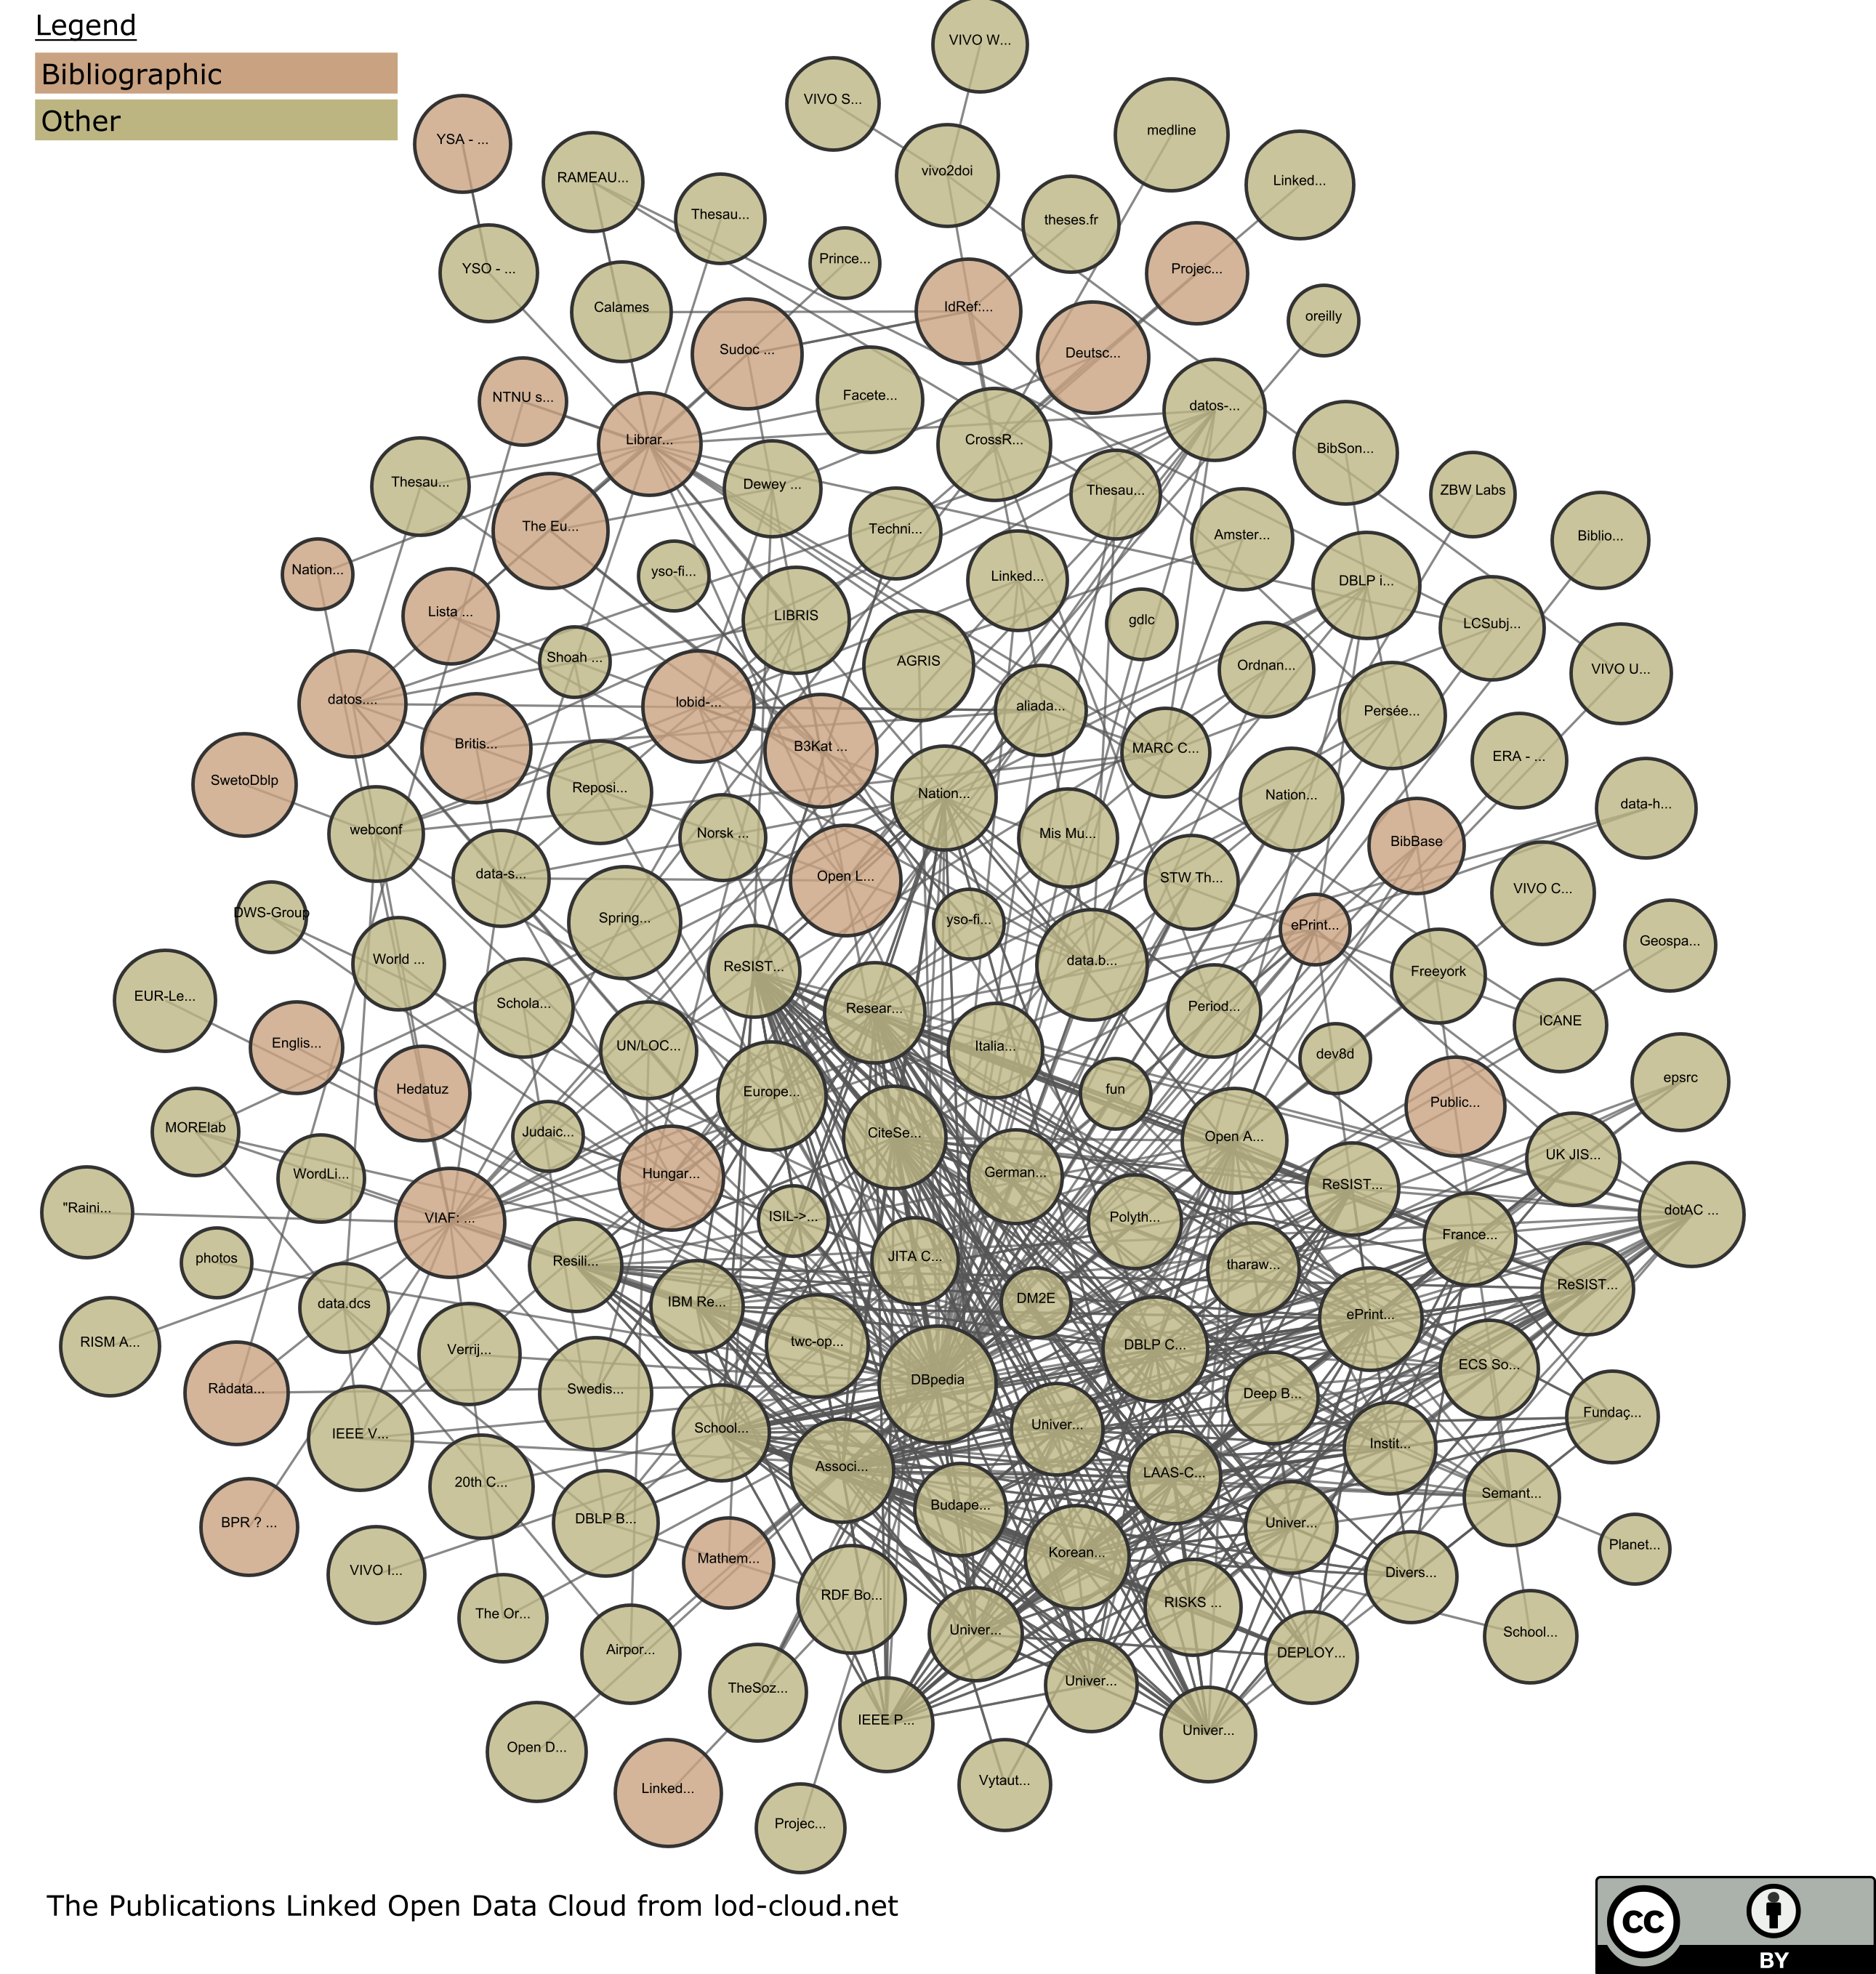 Legend
Bibliographic
Other
VIVO W...
VIVO S...
medline
YSA - ...
RAMEAU...
vivo2doi
Linked...
Thesau...
theses.fr
Prince...
YSO - ...
Projec...
Calames
IdRef:...
oreilly
Sudoc ...
Deutsc...
NTNU s...
Facete...
datos-...
Librar...
CrossR...
BibSon...
Thesau...
Dewey ...
Thesau...
ZBW Labs
The Eu...
Techni...
Amster...
Biblio...
Nation...
yso-fi...
Linked...
DBLP i...
Lista ...
LIBRIS
gdlc
LCSubj...
Shoah ...
AGRIS
Ordnan...
VIVO U...
datos....
lobid-...
aliada...
Persée...
Britis...
B3Kat ...
MARC C...
ERA - ...
SwetoDblp
Reposi...
Nation...
Nation...
data-h...
webconf
Norsk ...
Mis Mu...
BibBase
data-s...
Open L...
STW Th...
VIVO C...
DWS-Group
Spring...
yso-fi...
ePrint...
Geospa...
World ...
ReSIST...
data.b...
Freeyork
EUR-Le...
Schola...
Resear...
Period...
ICANE
Englis...
UN/LOC...
Italia...
dev8d
Hedatuz
Europe...
fun
epsrc
Public...
MORElab
Judaic...
CiteSe...
Open A...
UK JIS...
WordLi...
Hungar...
German...
ReSIST...
"Raini...
VIAF: ...
ISIL->...
Polyth...
dotAC ...
France...
photos
Resili...
JITA C...
tharaw...
ReSIST...
data.dcs
IBM Re...
DM2E
ePrint...
RISM A...
Verrij...
twc-op...
DBLP C...
ECS So...
Rådata...
Swedis...
DBpedia
Deep B...
Fundaç...
IEEE V...
School...
Univer...
Instit...
20th C...
Associ...
LAAS-C...
Semant...
BPR ? ...
DBLP B...
Budape...
Univer...
Planet...
VIVO I...
Mathem...
Korean...
Divers...
The Or...
RDF Bo...
RISKS ...
Airpor...
Univer...
School...
DEPLOY...
TheSoz...
Univer...
IEEE P...
Univer...
Open D...
Linked...
Vytaut...
Projec...
The Publications Linked Open Data Cloud from lod-cloud.net
cc
BY